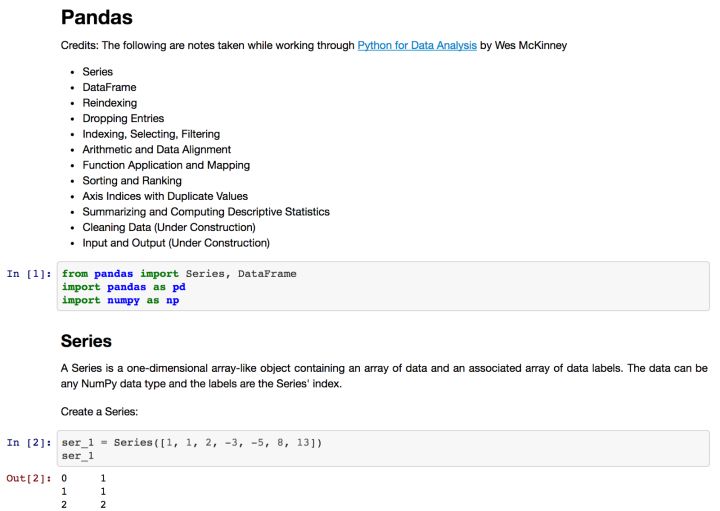 Pandas
Credits: The following are notes taken while working through Python for Data Analysis by Wes McKinney
• Series
• DataFrame
• Reindexing
• Dropping Entries
• Indexing, Selecting, Filtering
• Arithmetic and Data Alignment
• Function Application and Mapping
• Sorting and Ranking
• Axis Indices with Duplicate Values
• Summarizing and Computing Descriptive Statistics
• Cleaning Data (Under Construction)
• Input and Output (Under Construction)
In [1]: from pandas import Series, DataFrame
import pandas as pd
import numpy as np
Series
A Series is a one-dimensional array-like object containing an array of data and an associated array of data labels. The data can be
any NumPy data type and the labels are the Series' index.
Create a Series:
In [2]: ser_1 = Series([1, 1, 2, -3, -5, 8, 13])
ser_1
Out[2]: 0 1
1 1
2 2